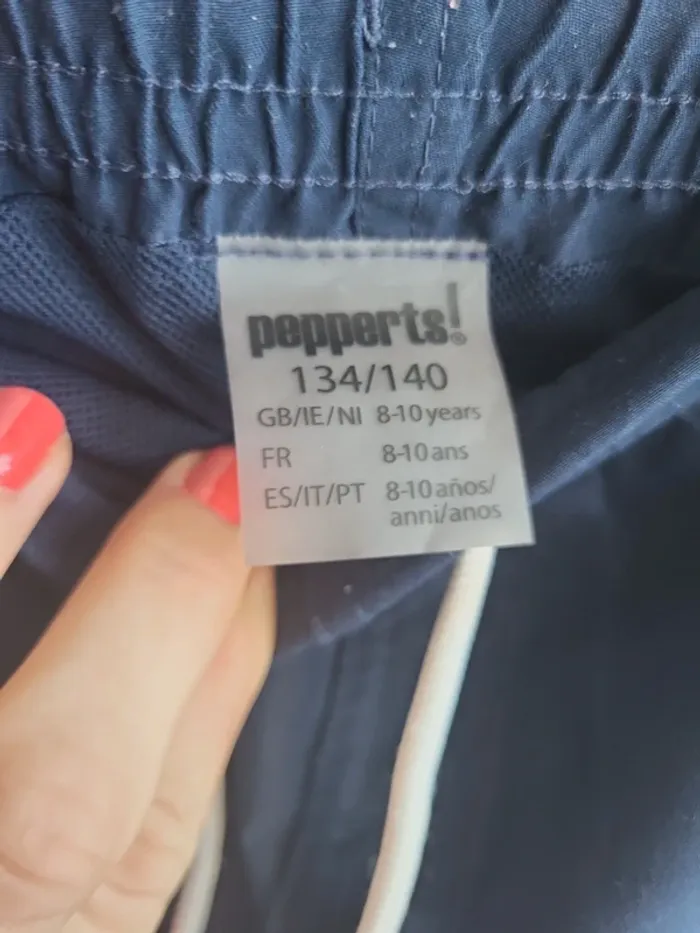 pepperts!®
134/140
GB/IE/NI 8-10 years
FR 8-10 ans
ES/IT/PT 8-10 años/
anni/anos